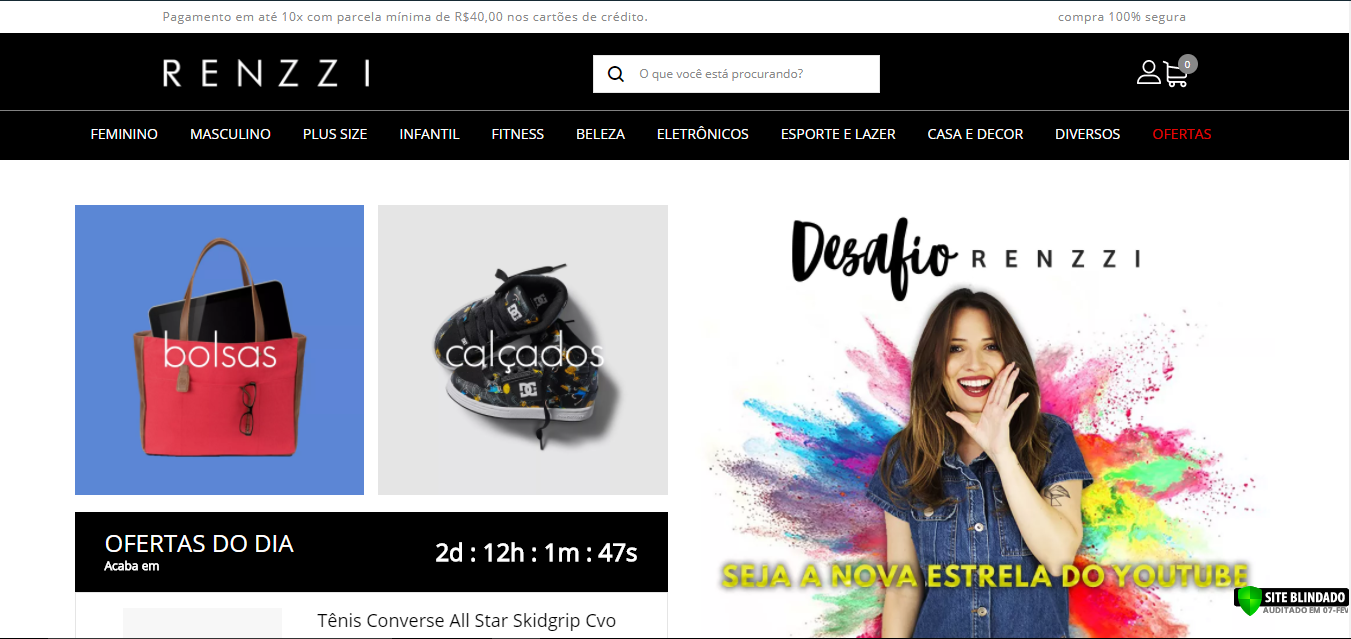 Pagamento em até 10x com parcela mínima de R$40,00 nos cartões de crédito.
compra 100% segura
RENZZI
O que você está procurando?
0
FEMININO MASCULINO PLUS SIZE INFANTIL FITNESS BELEZA ELETRÔNICOS ESPORTE E LAZER CASA E DECOR DIVERSOS OFERTAS
bolsas
calçados
DC
DC
Desafio RENZZI
SEJA A NOVA ESTRELA DO YOUTUBE
OFERTAS DO DIA
Acaba em
2d : 12h : 1m : 47s
Tênis Converse All Star Skidgrip Cvo
SITE BLINDADO
AUDITADO EM 07-FEV